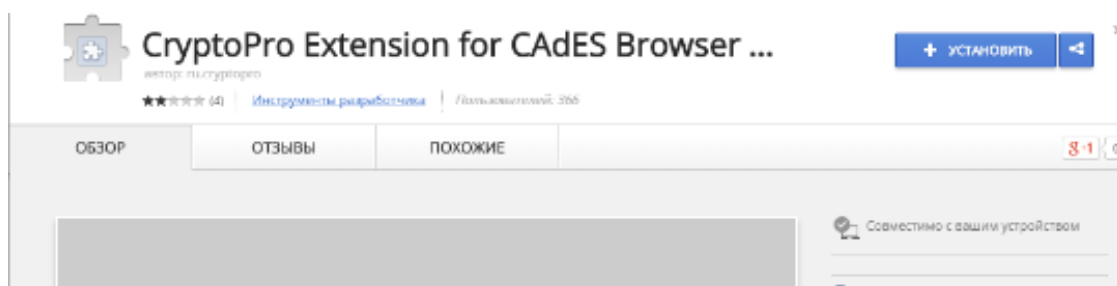 CryptoPro Extension for CAdES Browser ...
+ УСТАНОВИТЬ
автор: ru.cryptopro
(4) Инструменты разработчика Пользователей: 366
ОБЗОР ОТЗЫВЫ ПОХОЖИЕ
g+1
Совместимо с вашим устройством